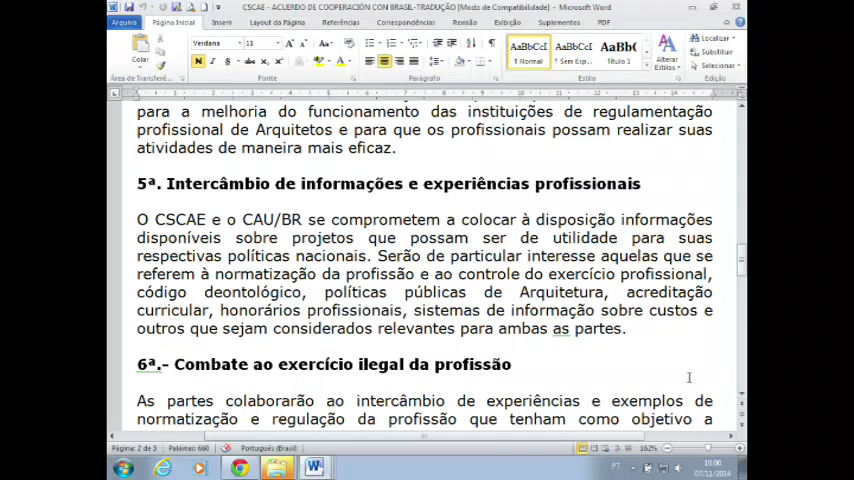 CSCAE - ACUERDO DE COOPERACIÓN CON BRASIL-TRADUÇÃO [Modo de Compatibilidade] - Microsoft Word
Arquivo Página Inicial Inserir Layout da Página Referências Correspondências Revisão Exibição Suplementos PDF
Verdana 11 Localizar
Substituir
Selecionar
Colar
AaBbCcI AaBbCcI AaBbC
Normal Sem Esp... Título 1
Alterar Estilos
Área de Transferê... Fonte Parágrafo Estilo Edição
para a melhoria do funcionamento das instituições de regulamentação
profissional de Arquitetos e para que os profissionais possam realizar suas
atividades de maneira mais eficaz.
5ª. Intercâmbio de informações e experiências profissionais
O CSCAE e o CAU/BR se comprometem a colocar à disposição informações
disponíveis sobre projetos que possam ser de utilidade para suas
respectivas políticas nacionais. Serão de particular interesse aquelas que se
referem à normatização da profissão e ao controle do exercício profissional,
código deontológico, políticas públicas de Arquitetura, acreditação
curricular, honorários profissionais, sistemas de informação sobre custos e
outros que sejam considerados relevantes para ambas as partes.
6ª.- Combate ao exercício ilegal da profissão
As partes colaborarão ao intercâmbio de experiências e exemplos de
normatização e regulação da profissão que tenham como objetivo a
Página: 2 de 3 Palavras: 660 Português (Brasil) 162%
PT 10:00
07/11/2014